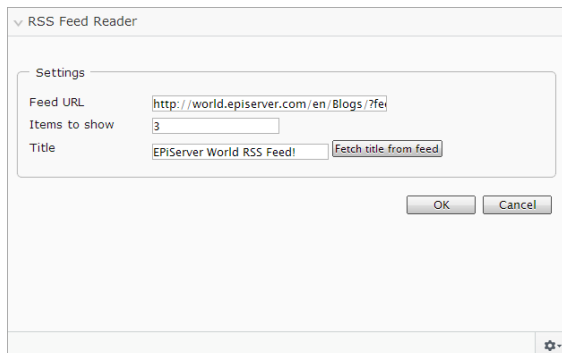 RSS Feed Reader
Settings
Feed URL http://world.episerver.com/en/Blogs/?fe
Items to show 3
Title EPiServer World RSS Feed! Fetch title from feed
OK Cancel